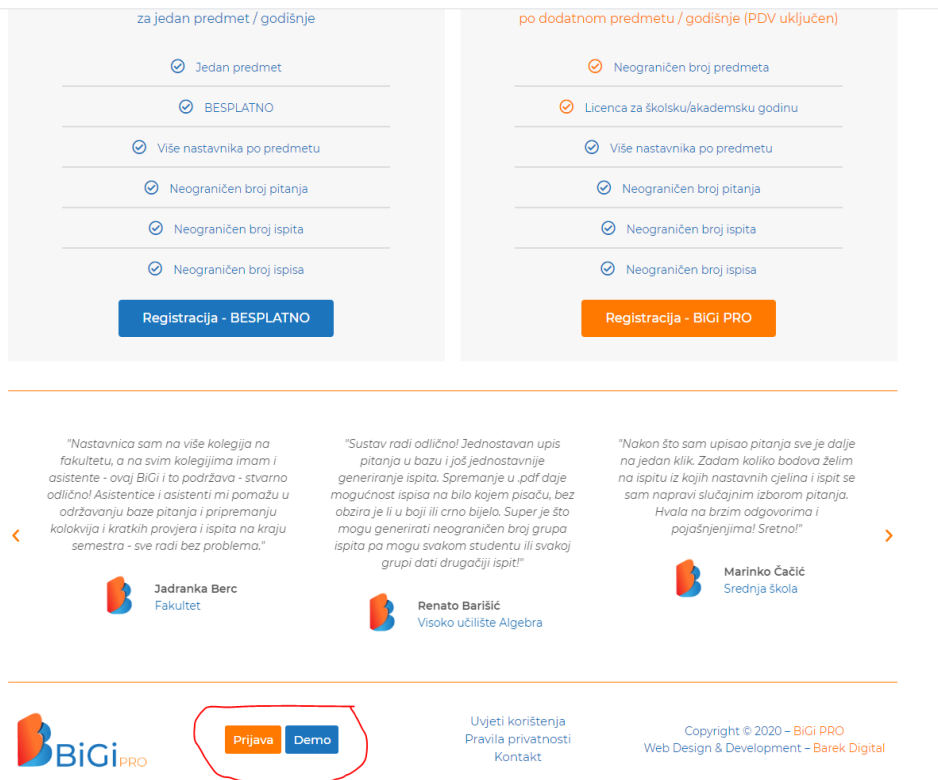 za jedan predmet / godišnje
Jedan predmet
BESPLATNO
Više nastavnika po predmetu
Neograničen broj pitanja
Neograničen broj ispita
Neograničen broj ispisa
Registracija - BESPLATNO
po dodatnom predmetu / godišnje (PDV uključen)
Neograničen broj predmeta
Licenca za školsku/akademsku godinu
Više nastavnika po predmetu
Neograničen broj pitanja
Neograničen broj ispita
Neograničen broj ispisa
Registracija - BiGi PRO
"Nastavnica sam na više kolegija na
fakultetu, a na svim kolegijima imam i
asistente - ovaj BiGi i to podržava - stvarno
odlično! Asistentice i asistenti mi pomažu u
održavanju baze pitanja i pripremanju
kolokvija i kratkih provjera i ispita na kraju
semestra - sve radi bez problema."
Jadranka Berc
Fakultet
"Sustav radi odlično! Jednostavan upis
pitanja u bazu i još jednostavnije
generiranje ispita. Spremanje u .pdf daje
mogućnost ispisa na bilo kojem pisaču, bez
obzira je li u boji ili crno bijelo. Super je što
mogu generirati neograničen broj grupa
ispita pa mogu svakom studentu ili svakoj
grupi dati drugačiji ispit!"
Renato Barišić
Visoko učilište Algebra
"Nakon što sam upisao pitanja sve je dalje
na jedan klik. Zadam koliko bodova želim
na ispitu iz kojih nastavnih cjelina i ispit se
sam napravi slučajnim izborom pitanja.
Hvala na brzim odgovorima i
pojašnjenjima! Sretno!"
Marinko Čačić
Srednja škola
BiGi PRO
Prijava
Demo
Uvjeti korištenja
Pravila privatnosti
Kontakt
Copyright © 2020 – BiGi PRO
Web Design & Development – Barek Digital